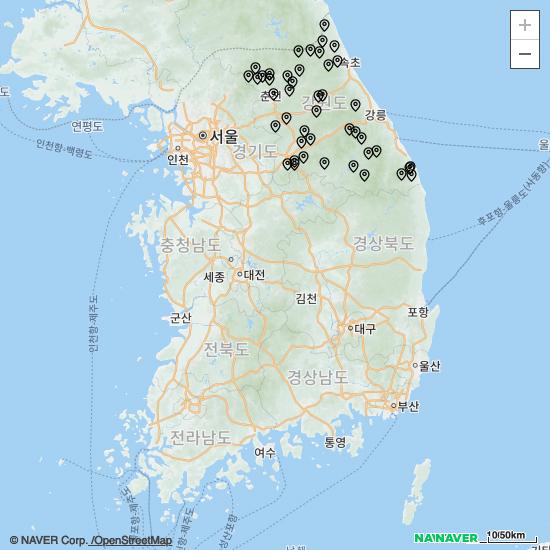 +
−
속초
춘천
강원도
강릉
연평도
서울
인천
경기도
인천항-백령도
울
후포항-울릉도(사동항)
충청남도
경상북도
세종
대전
인천항-제주도
김천
군산
포항
대구
전북도
경상남도
울산
부산
전라남도
통영
여수
© NAVER Corp. /OpenStreetMap
NAVER
10/50km